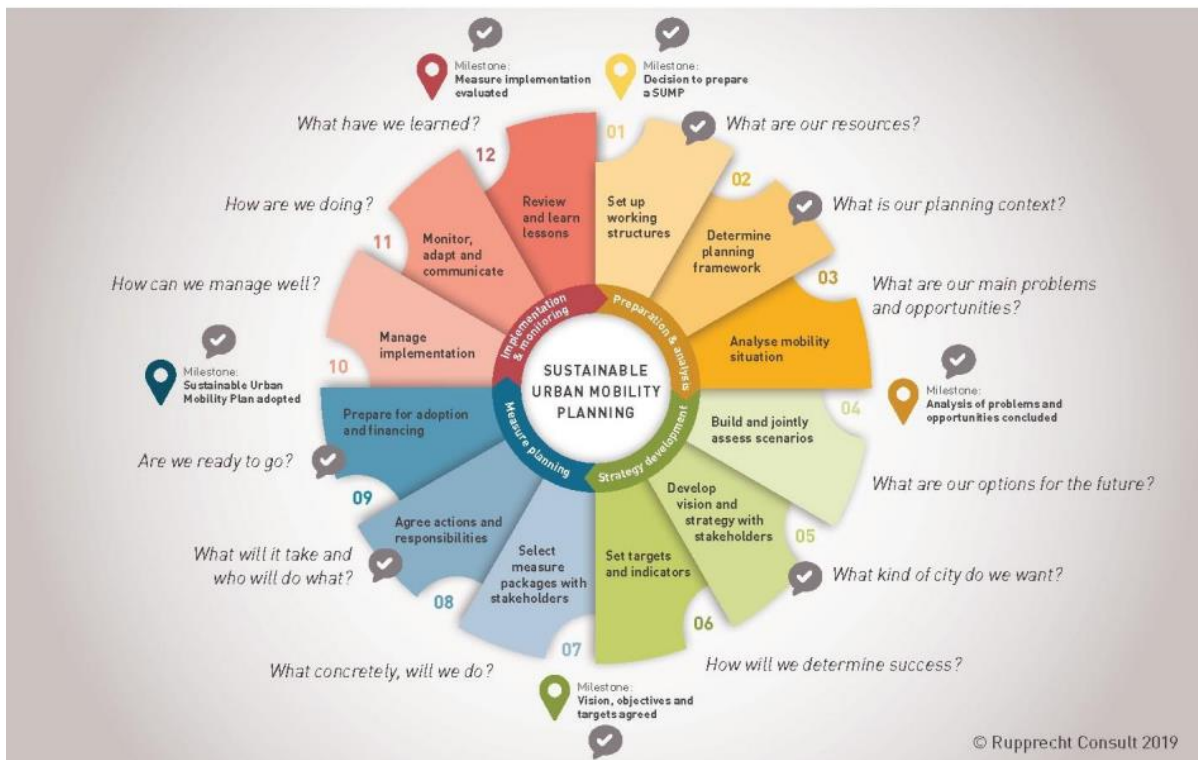 Milestone:
Measure implementation
evaluated
Milestone:
Decision to prepare
a SUMP
What have we learned?
What are our resources?
01
12
02
Set up
working
structures
Review
and learn
lessons
How are we doing?
What is our planning context?
11
Monitor,
adapt and
communicate
Determine
planning
framework
03
How can we manage well?
What are our main problems
and opportunities?
Manage
implementation
10
Analyse mobility
situation
Implementation
& monitoring
Preparation & analysis
SUSTAINABLE
URBAN MOBILITY
PLANNING
Measure planning
Strategy development
Milestone:
Sustainable Urban
Mobility Plan adopted
Milestone:
Analysis of problems and
opportunities concluded
Prepare for adoption
and financing
04
Build and jointly
assess scenarios
Are we ready to go?
What are our options for the future?
09
Agree actions and
responsibilities
Develop
vision and
strategy with
stakeholders
05
What will it take and
who will do what?
Select
measure
packages with
stakeholders
Set targets
and indicators
What kind of city do we want?
08
06
07
What concretely, will we do?
How will we determine success?
Milestone:
Vision, objectives and
targets agreed
© Rupprecht Consult 2019